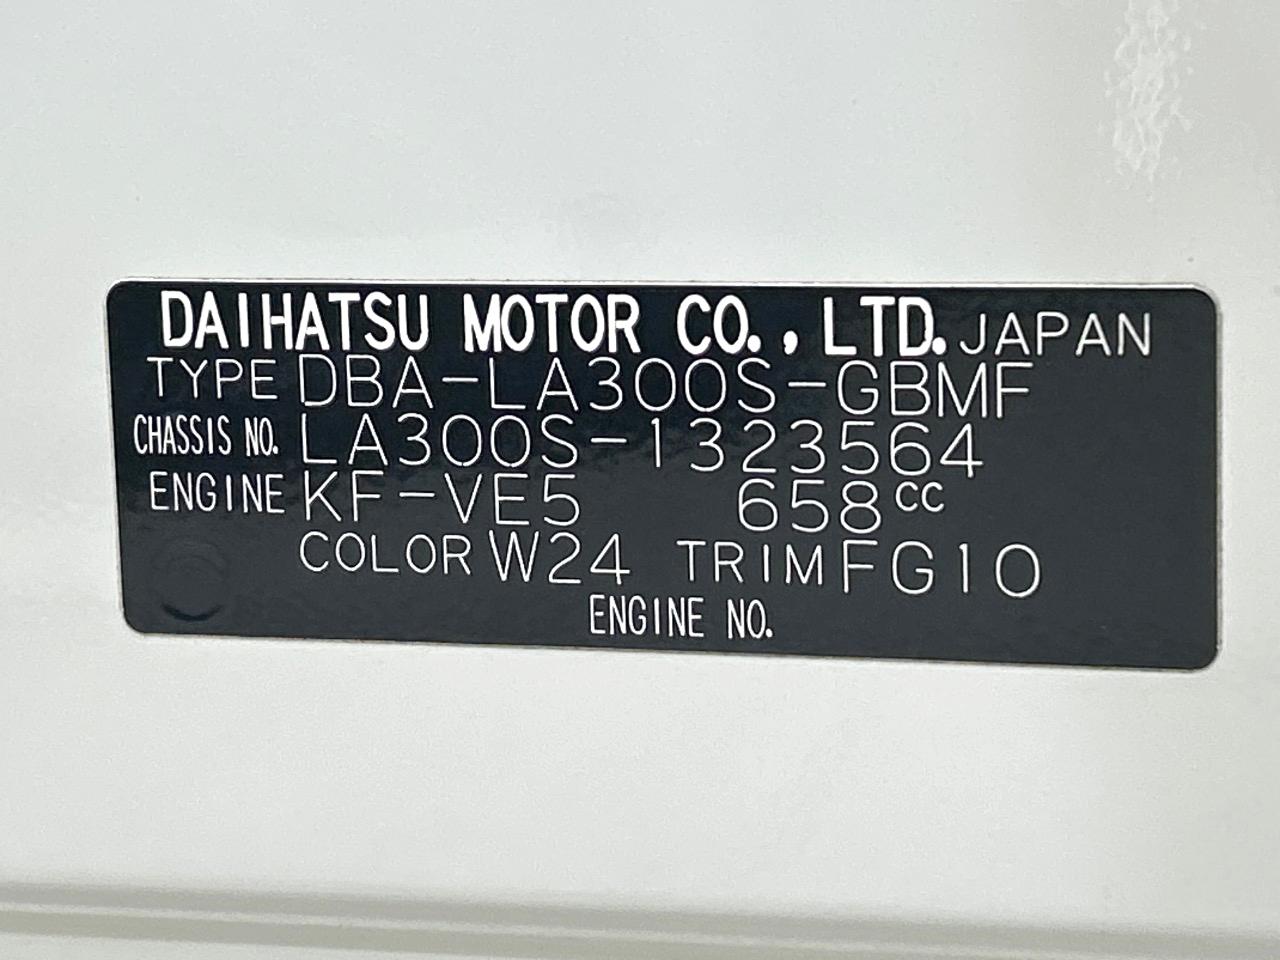 DAIHATSU MOTOR CO., LTD. JAPAN
TYPE DBA-LA300S-GBMF
CHASSIS NO. LA300S-1323564
ENGINE KF-VE5 658cc
COLOR W24 TRIM FG10
ENGINE NO.